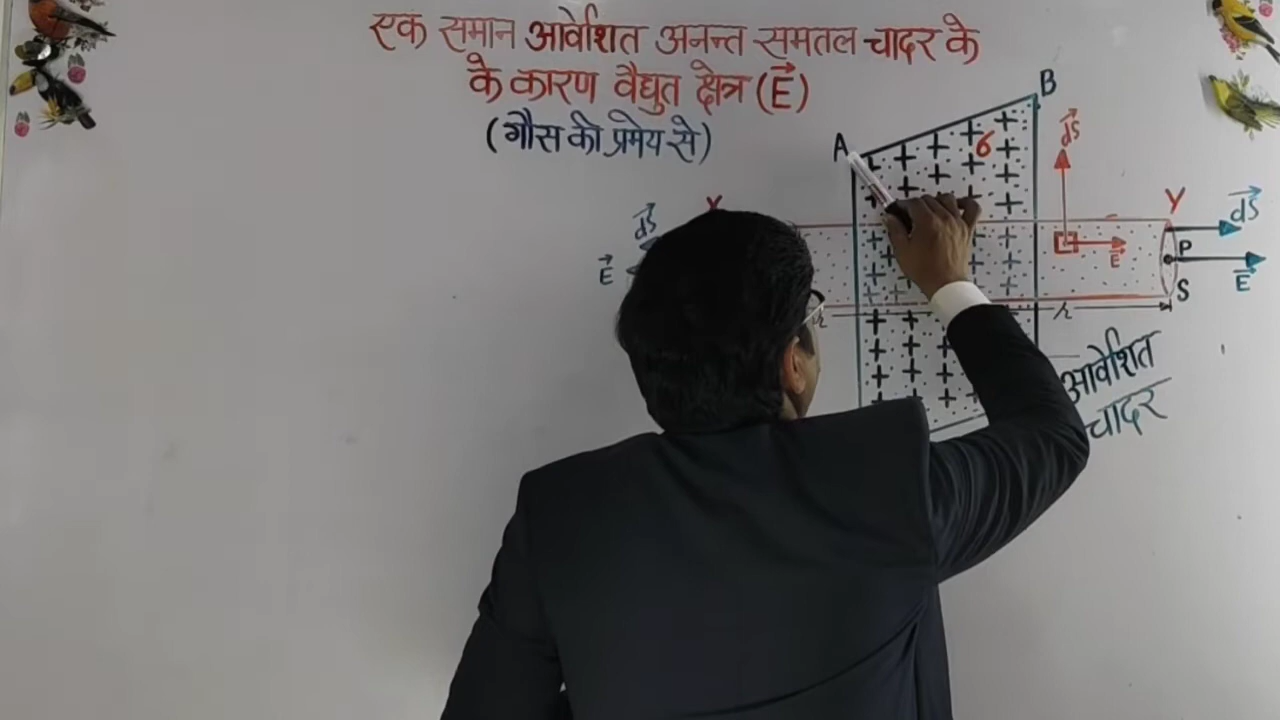 एक समान आवेशित अनन्त समतल चादर के
के कारण वैद्युत क्षेत्र (E⃗)
(गौस की प्रमेय से)
A
B
σ
dS⃗
X
Y
dS⃗
dS⃗
E⃗
E⃗
P
E⃗
S
r
r
आवेशित
चादर